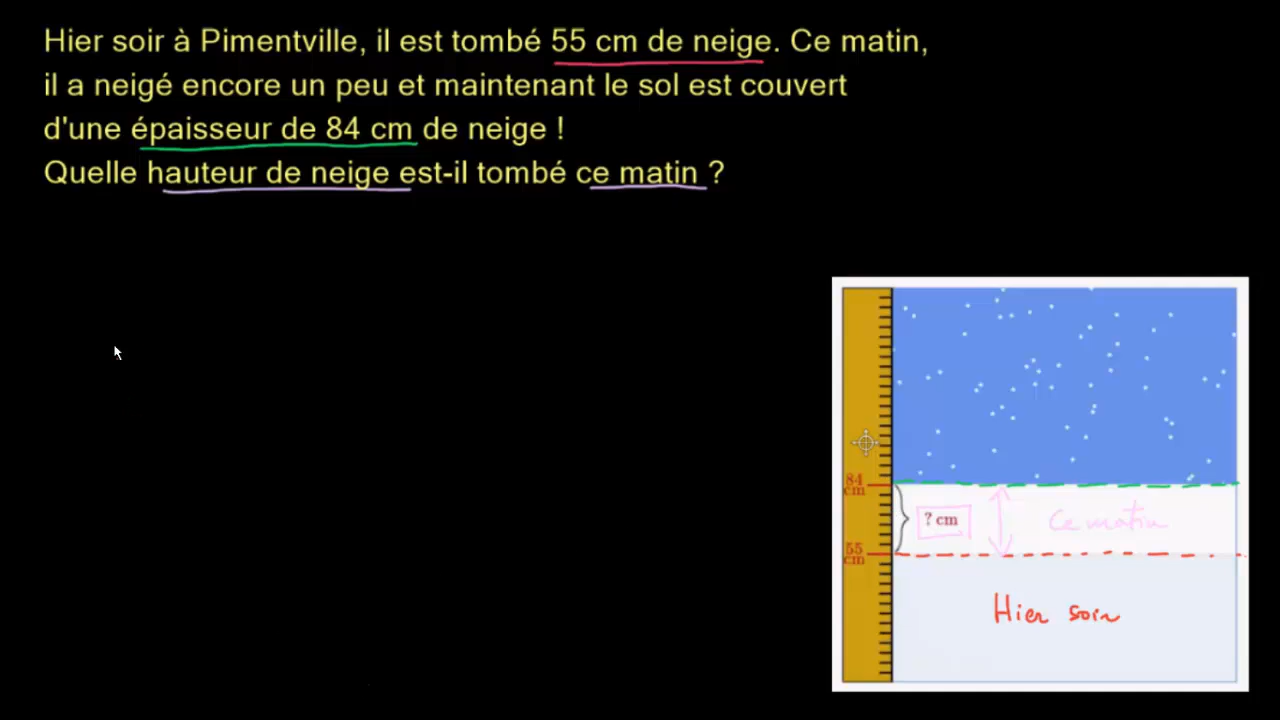 Hier soir à Pimentville, il est tombé 55 cm de neige. Ce matin,
il a neigé encore un peu et maintenant le sol est couvert
d'une épaisseur de 84 cm de neige !
Quelle hauteur de neige est-il tombé ce matin ?
84
cm
? cm
Ce matin
55
cm
Hier soir